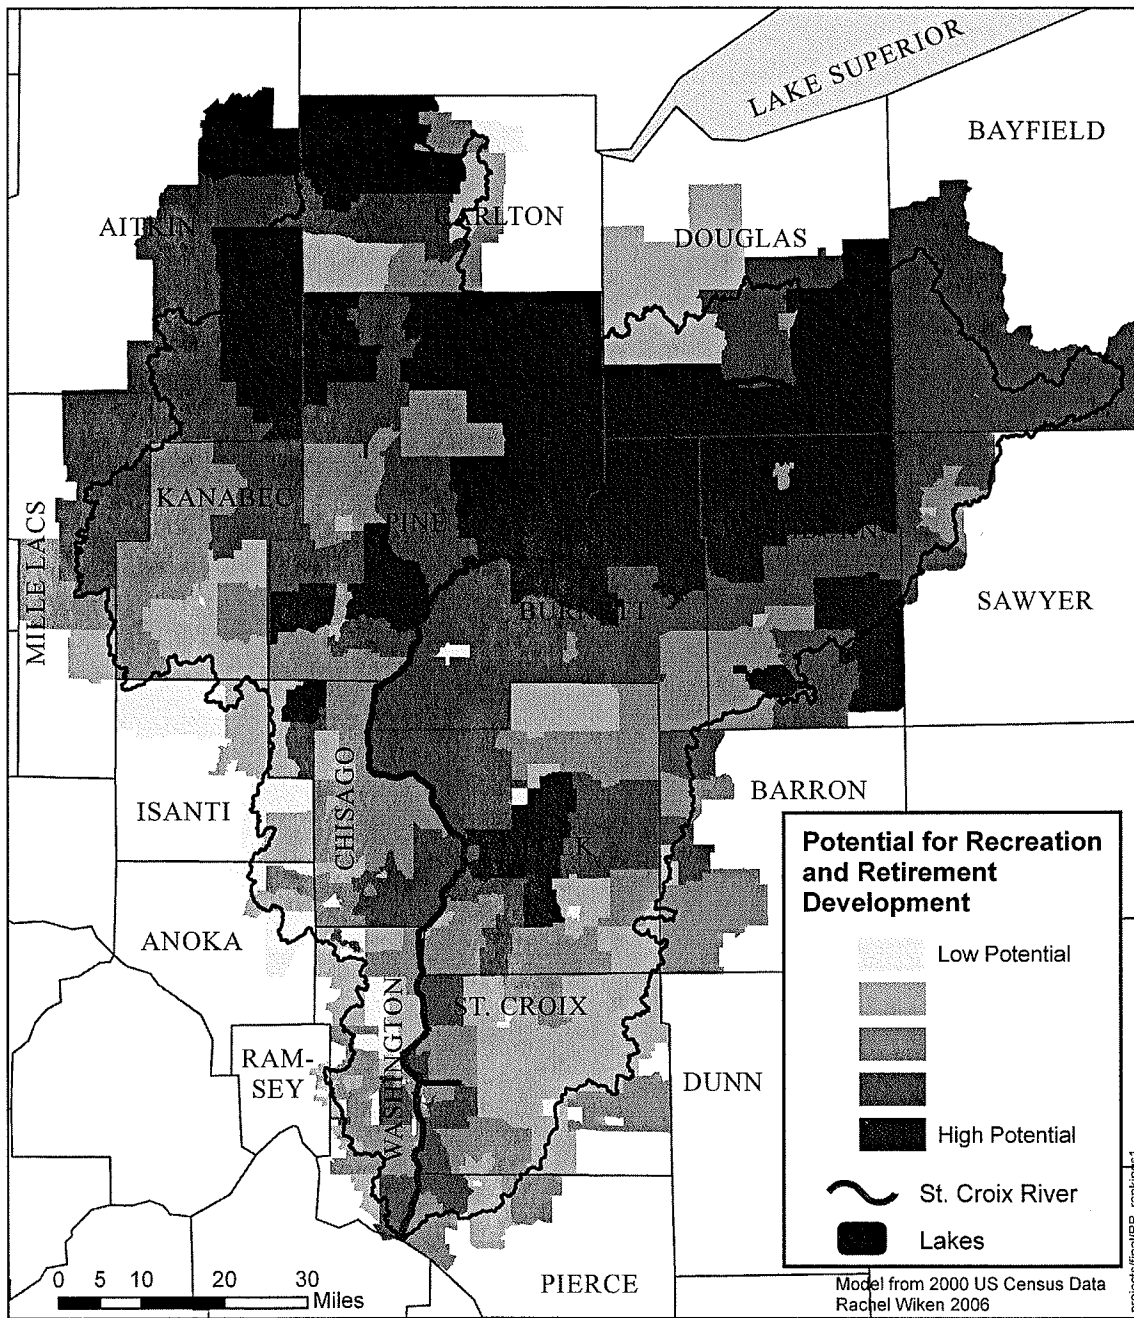 LAKE SUPERIOR
BAYFIELD
CARLTON
AITKIN
DOUGLAS
KANABEC
PINE
MILLE LACS
BURNETT
SAWYER
ISANTI
CHISAGO
BARRON
POLK
ANOKA
ST. CROIX
WASHINGTON
RAM-
SEY
DUNN
PIERCE
Potential for Recreation
and Retirement
Development
Low Potential
High Potential
St. Croix River
Lakes
0 5 10 20 30
Miles
Model from 2000 US Census Data
Rachel Wiken 2006